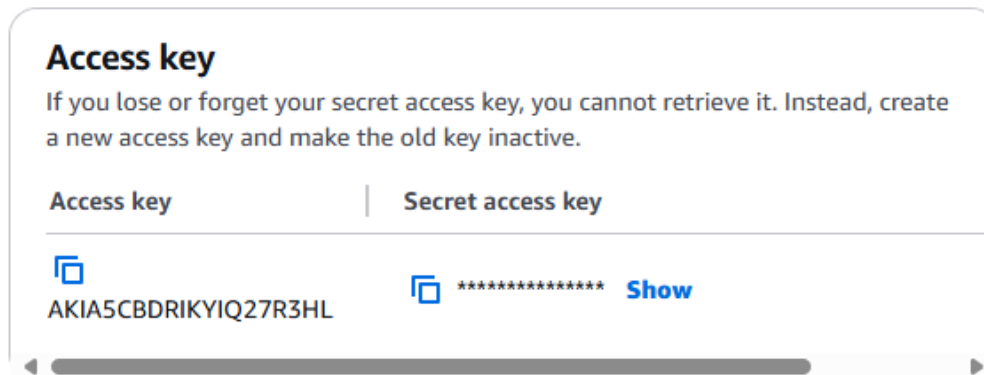 Access key
If you lose or forget your secret access key, you cannot retrieve it. Instead, create
a new access key and make the old key inactive.
Access key
Secret access key
AKIA5CBDRIKYIQ27R3HL
*************** Show